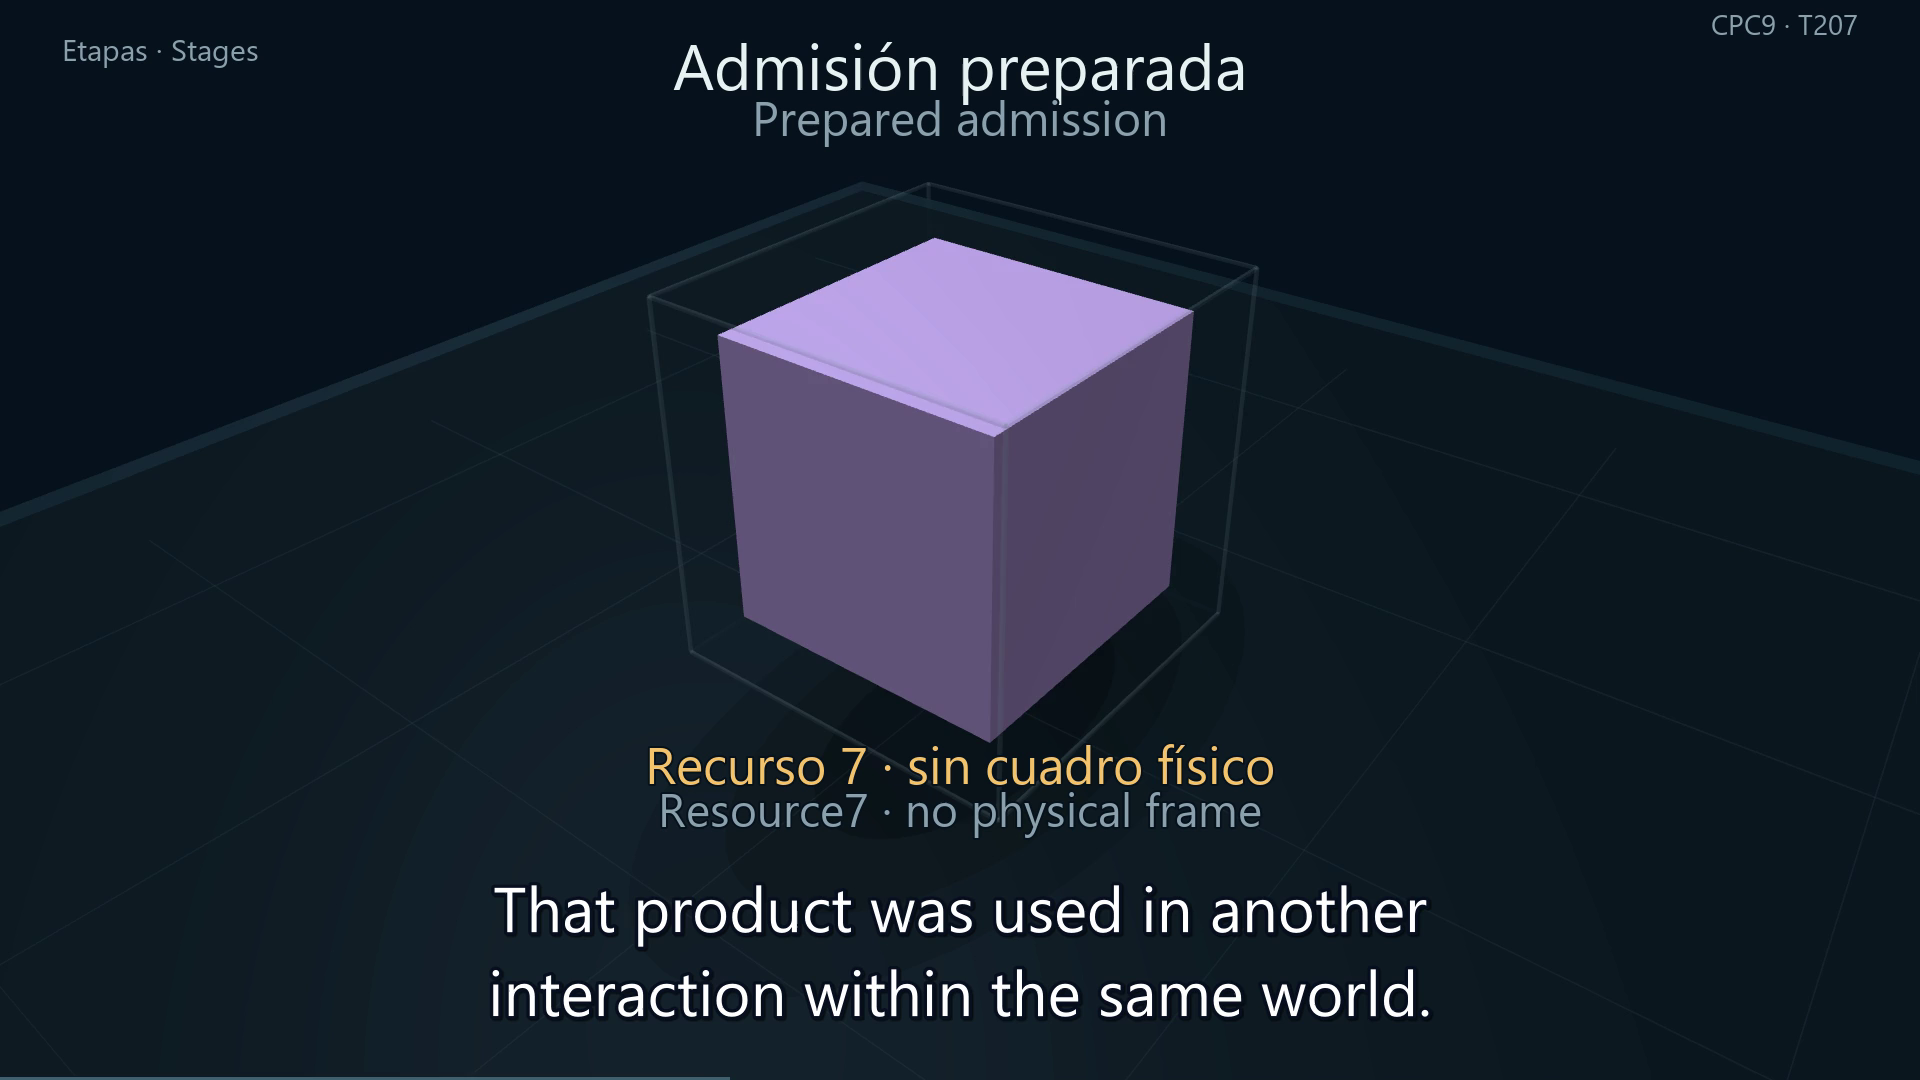 Etapas · Stages
CPC9 · T207
Admisión preparada
Prepared admission
Recurso 7 · sin cuadro físico
Resource7 · no physical frame
That product was used in another
interaction within the same world.